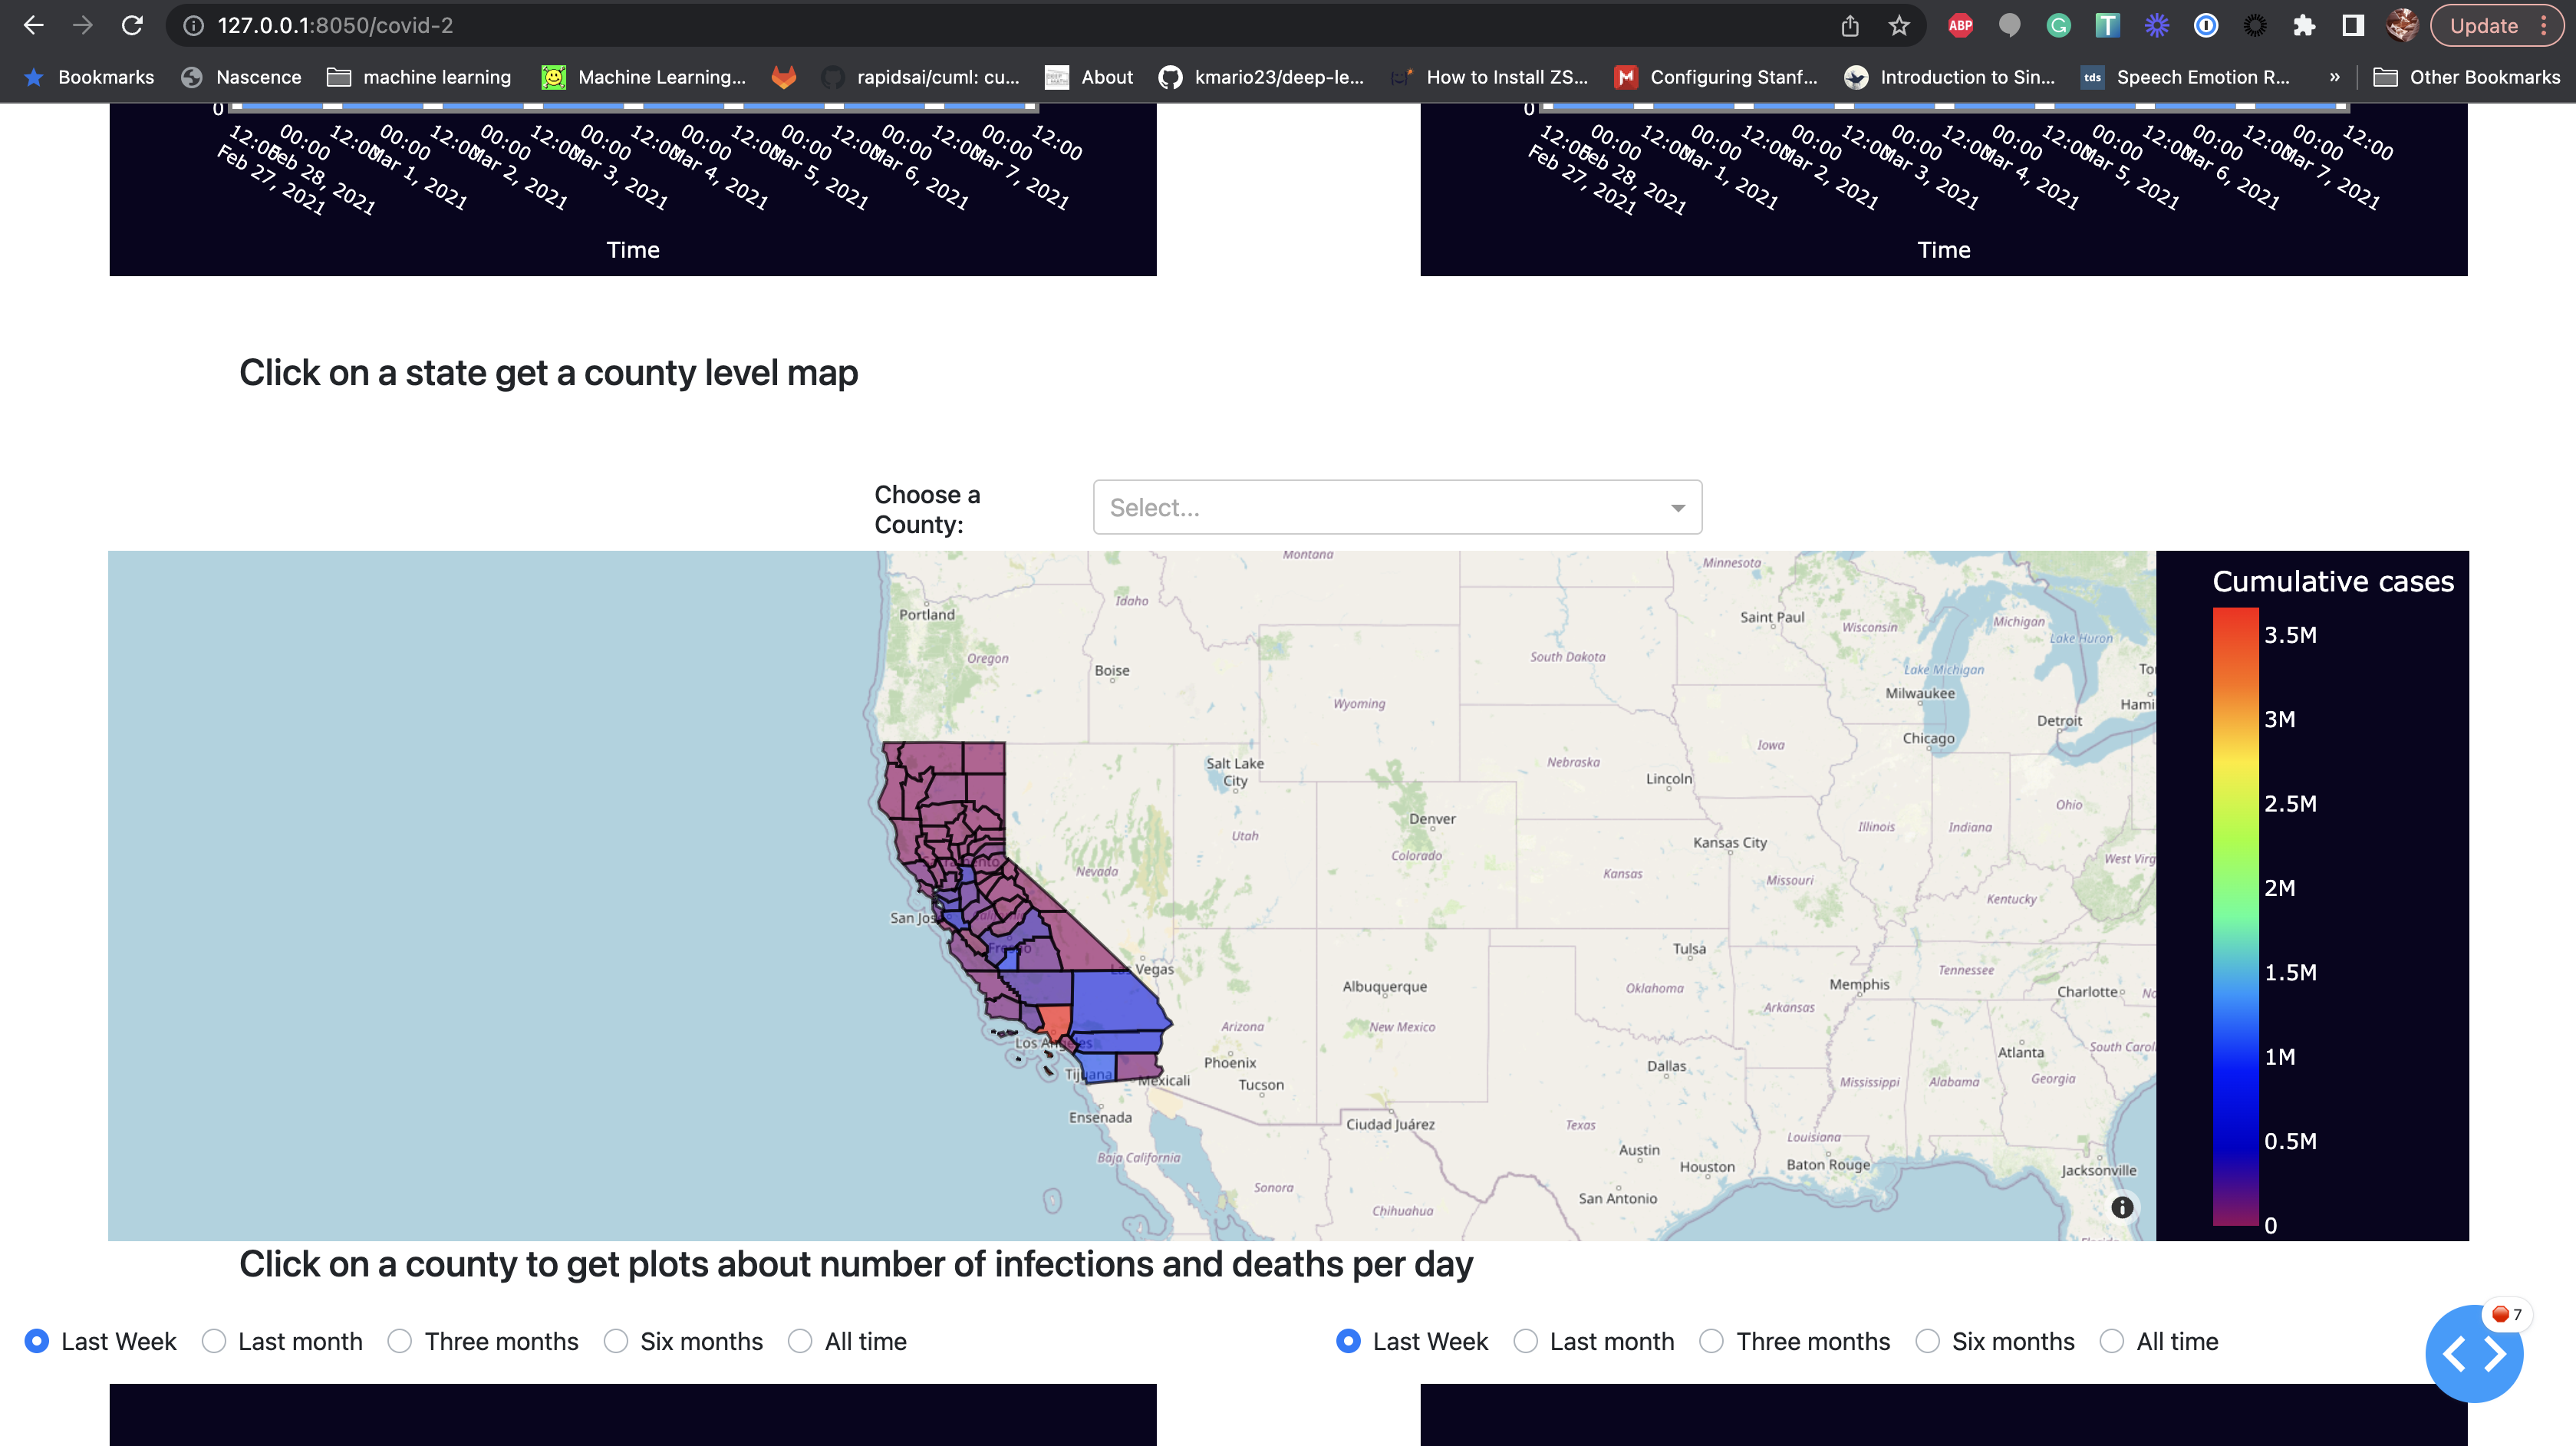 127.0.0.1:8050/covid-2
ABP
Update
Bookmarks
Nascence
machine learning
Machine Learning...
rapidsai/cuml: cu...
About
kmario23/deep-le...
How to Install ZS...
Configuring Stanf...
tds
Introduction to Sin...
Speech Emotion R...
»
Other Bookmarks
0
12:00
Feb 27, 2021
00:00
Feb 28, 2021
12:00
00:00
Mar 1, 2021
12:00
00:00
Mar 2, 2021
12:00
00:00
Mar 3, 2021
12:00
00:00
Mar 4, 2021
12:00
00:00
Mar 5, 2021
12:00
00:00
Mar 6, 2021
12:00
00:00
Mar 7, 2021
12:00
Time
0
12:00
Feb 27, 2021
00:00
Feb 28, 2021
12:00
00:00
Mar 1, 2021
12:00
00:00
Mar 2, 2021
12:00
00:00
Mar 3, 2021
12:00
00:00
Mar 4, 2021
12:00
00:00
Mar 5, 2021
12:00
00:00
Mar 6, 2021
12:00
00:00
Mar 7, 2021
12:00
Time
Click on a state get a county level map
Choose a
County:
Select...
Montana
Minnesota
Idaho
Portland
Saint Paul
Wisconsin
Michigan
Lake Huron
Oregon
South Dakota
Boise
Lake Michigan
To
Milwaukee
Wyoming
Hami
Detroit
Chicago
Iowa
Salt Lake
City
Nebraska
Lincoln
Ohio
Denver
Utah
Illinois
Indiana
Kansas City
Colorado
West Virg
Sacramento
Nevada
Kansas
Missouri
Kentucky
San Jos
California
Fresno
Tulsa
Las Vegas
Tennessee
Albuquerque
Oklahoma
Memphis
Charlotte
No
Arkansas
Arizona
New Mexico
Los Angeles
Phoenix
Atlanta
South Carol
Dallas
Tijuana
Mexicali
Tucson
Mississippi
Alabama
Georgia
Ensenada
Ciudad Juárez
Texas
Louisiana
Austin
Baja California
Houston
Baton Rouge
Jacksonville
Sonora
San Antonio
Chihuahua
Florida
Cumulative cases
3.5M
3M
2.5M
2M
1.5M
1M
0.5M
0
Click on a county to get plots about number of infections and deaths per day
7
Last Week
Last month
Three months
Six months
All time
Last Week
Last month
Three months
Six months
All time